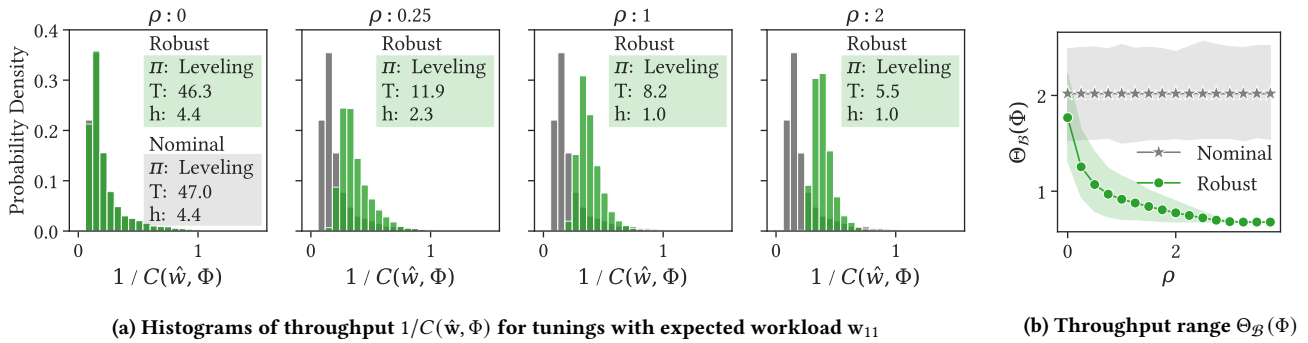 ρ : 0
ρ : 0.25
ρ : 1
ρ : 2
Probability Density
0.4
0.3
0.2
0.1
0.0
Robust
π: Leveling
T: 46.3
h: 4.4
Nominal
π: Leveling
T: 47.0
h: 4.4
0 1
1 / C(ŵ, Φ)
Robust
π: Leveling
T: 11.9
h: 2.3
0 1
1 / C(ŵ, Φ)
Robust
π: Leveling
T: 8.2
h: 1.0
0 1
1 / C(ŵ, Φ)
Robust
π: Leveling
T: 5.5
h: 1.0
0 1
1 / C(ŵ, Φ)
Θ𝓑(Φ)
2
1
Nominal
Robust
0 2
ρ
(a) Histograms of throughput 1/C(ŵ, Φ) for tunings with expected workload w₁₁
(b) Throughput range Θ𝓑(Φ)